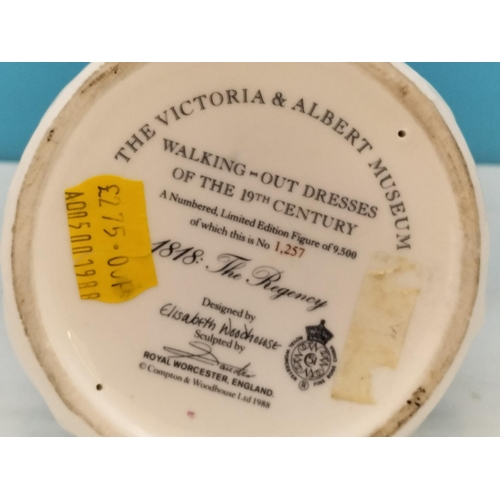 THE VICTORIA & ALBERT MUSEUM
WALKING-OUT DRESSES
OF THE 19TH CENTURY
A Numbered, Limited Edition Figure of 9,500
of which this is No 1,257
1818: The Regency
Designed by
Elisabeth Woodhouse
Sculpted by
ROYAL WORCESTER, ENGLAND.
© Compton & Woodhouse Ltd 1988
£275.00